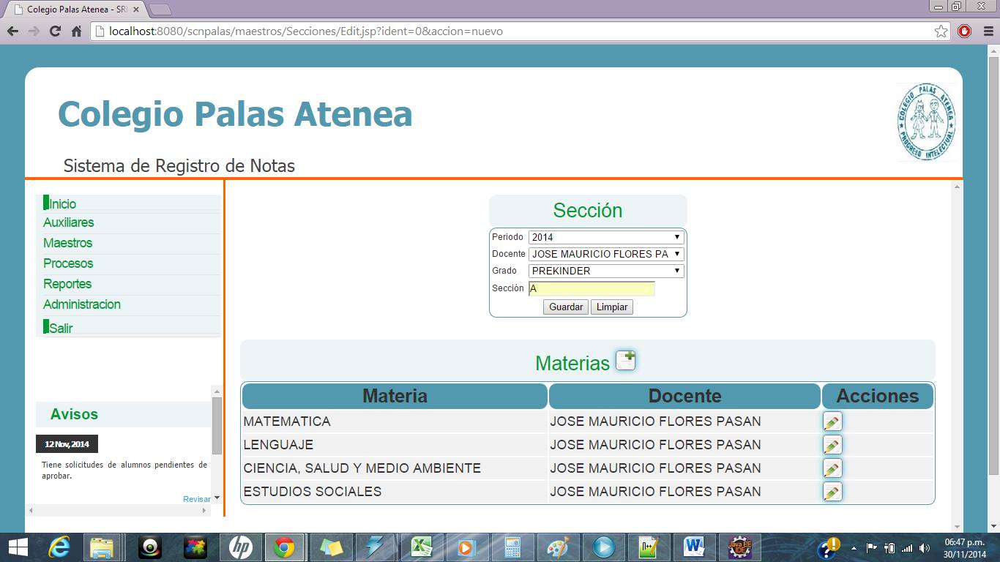 Colegio Palas Atenea - SRI
localhost:8080/scnpalas/maestros/Secciones/Edit.jsp?ident=0&accion=nuevo
Colegio Palas Atenea
COLEGIO PALAS ATENEA
PROGRESO INTELECTUAL
Sistema de Registro de Notas
Inicio
Auxiliares
Maestros
Procesos
Reportes
Administracion
Salir
Avisos
12 Nov, 2014
Tiene solicitudes de alumnos pendientes de
aprobar.
Revisar
Sección
Periodo 2014
Docente JOSE MAURICIO FLORES PA
Grado PREKINDER
Sección A
Guardar Limpiar
Materias
Materia Docente Acciones
MATEMATICA JOSE MAURICIO FLORES PASAN
LENGUAJE JOSE MAURICIO FLORES PASAN
CIENCIA, SALUD Y MEDIO AMBIENTE JOSE MAURICIO FLORES PASAN
ESTUDIOS SOCIALES JOSE MAURICIO FLORES PASAN
hp
n++
Java EE
IDE
06:47 p.m.
30/11/2014